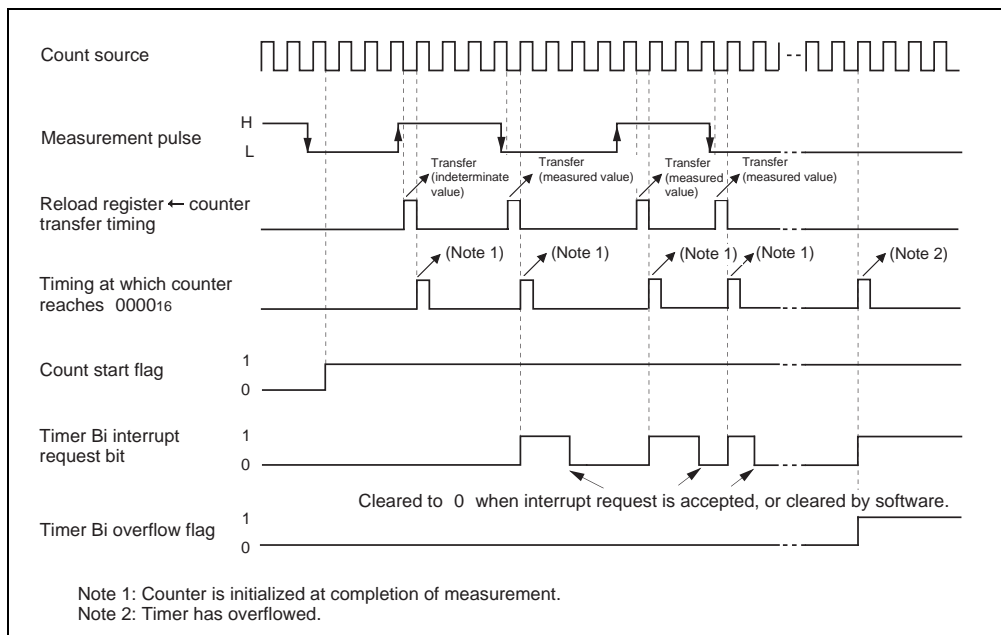 Count source
Measurement pulse
H
L
Transfer
(indeterminate
value)
Transfer
(measured value)
Transfer
(measured
value)
Transfer
(measured value)
Reload register ← counter
transfer timing
(Note 1)
(Note 1)
(Note 1)
(Note 1)
(Note 2)
Timing at which counter
reaches 000016
Count start flag
1
0
Timer Bi interrupt
request bit
1
0
Cleared to 0 when interrupt request is accepted, or cleared by software.
Timer Bi overflow flag
1
0
Note 1: Counter is initialized at completion of measurement.
Note 2: Timer has overflowed.